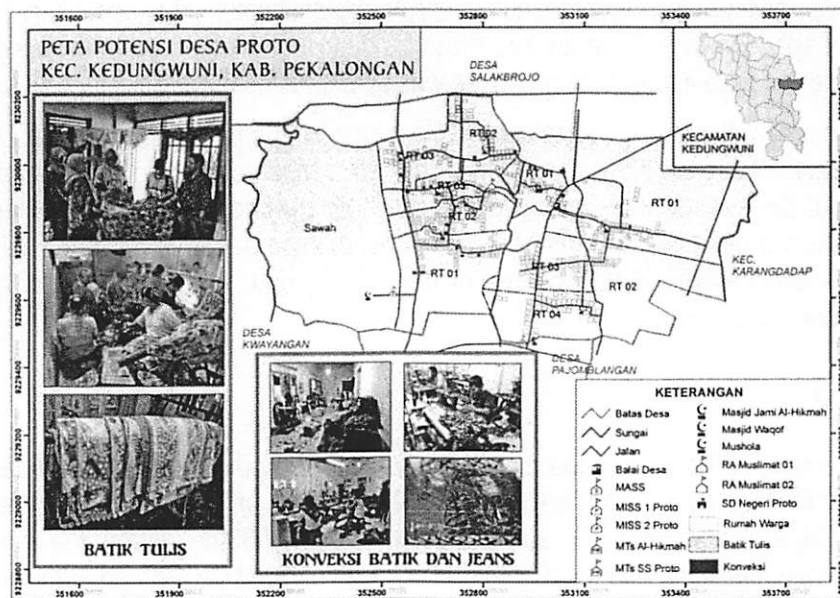 351600 351750 351900 352050 352200 352350 352500
PETA POTENSI DESA PROTO
KEC. KEDUNGWUNI, KAB. PEKALONGAN
DESA
SALAKBROJO
KECAMATAN
KEDUNGWUNI
RT 02
RT 03
RT 01
RT 03
RT 01
RT 02
Sawah
KEC.
KARANGDADAP
RT 01
RT 03
RT 02
RT 04
DESA
KWAYANGAN
DESA
PAJOMBLANGAN
BATIK TULIS
KONVEKSI BATIK DAN JEANS
KETERANGAN
Batas Desa
Sungai
Jalan
Balai Desa
MASS
MISS 1 Proto
MISS 2 Proto
MTs Al-Hikmah
MTs SS Proto
Masjid Jami Al-Hikmah
Masjid Waqof
Mushola
RA Muslimat 01
RA Muslimat 02
SD Negeri Proto
Rumah Warga
Batik Tulis
Konveksi